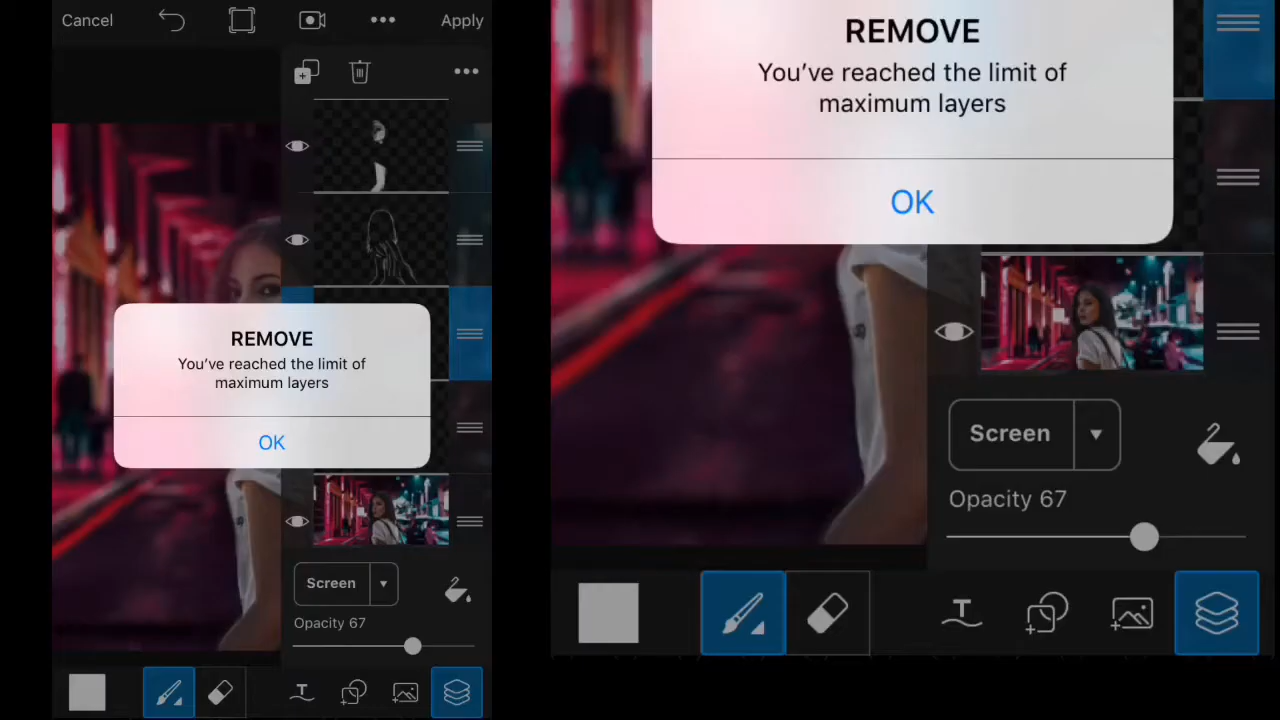 Cancel
Apply
REMOVE
You've reached the limit of
maximum layers
OK
Screen
Opacity 67
T
REMOVE
You've reached the limit of
maximum layers
OK
Screen
Opacity 67
T